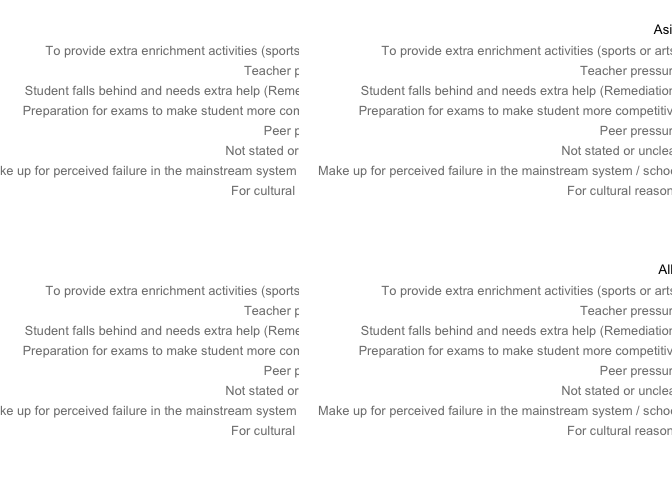 Asi
To provide extra enrichment activities (sports To provide extra enrichment activities (sports or arts
Teacher p Teacher pressur
Student falls behind and needs extra help (Reme Student falls behind and needs extra help (Remediation
Preparation for exams to make student more com Preparation for exams to make student more competitiv
Peer p Peer pressur
Not stated or Not stated or unclea
ke up for perceived failure in the mainstream system Make up for perceived failure in the mainstream system / schoo
For cultural For cultural reason
All
To provide extra enrichment activities (sports To provide extra enrichment activities (sports or arts
Teacher p Teacher pressur
Student falls behind and needs extra help (Reme Student falls behind and needs extra help (Remediation
Preparation for exams to make student more com Preparation for exams to make student more competitiv
Peer p Peer pressur
Not stated or Not stated or unclea
ke up for perceived failure in the mainstream system Make up for perceived failure in the mainstream system / schoo
For cultural For cultural reason